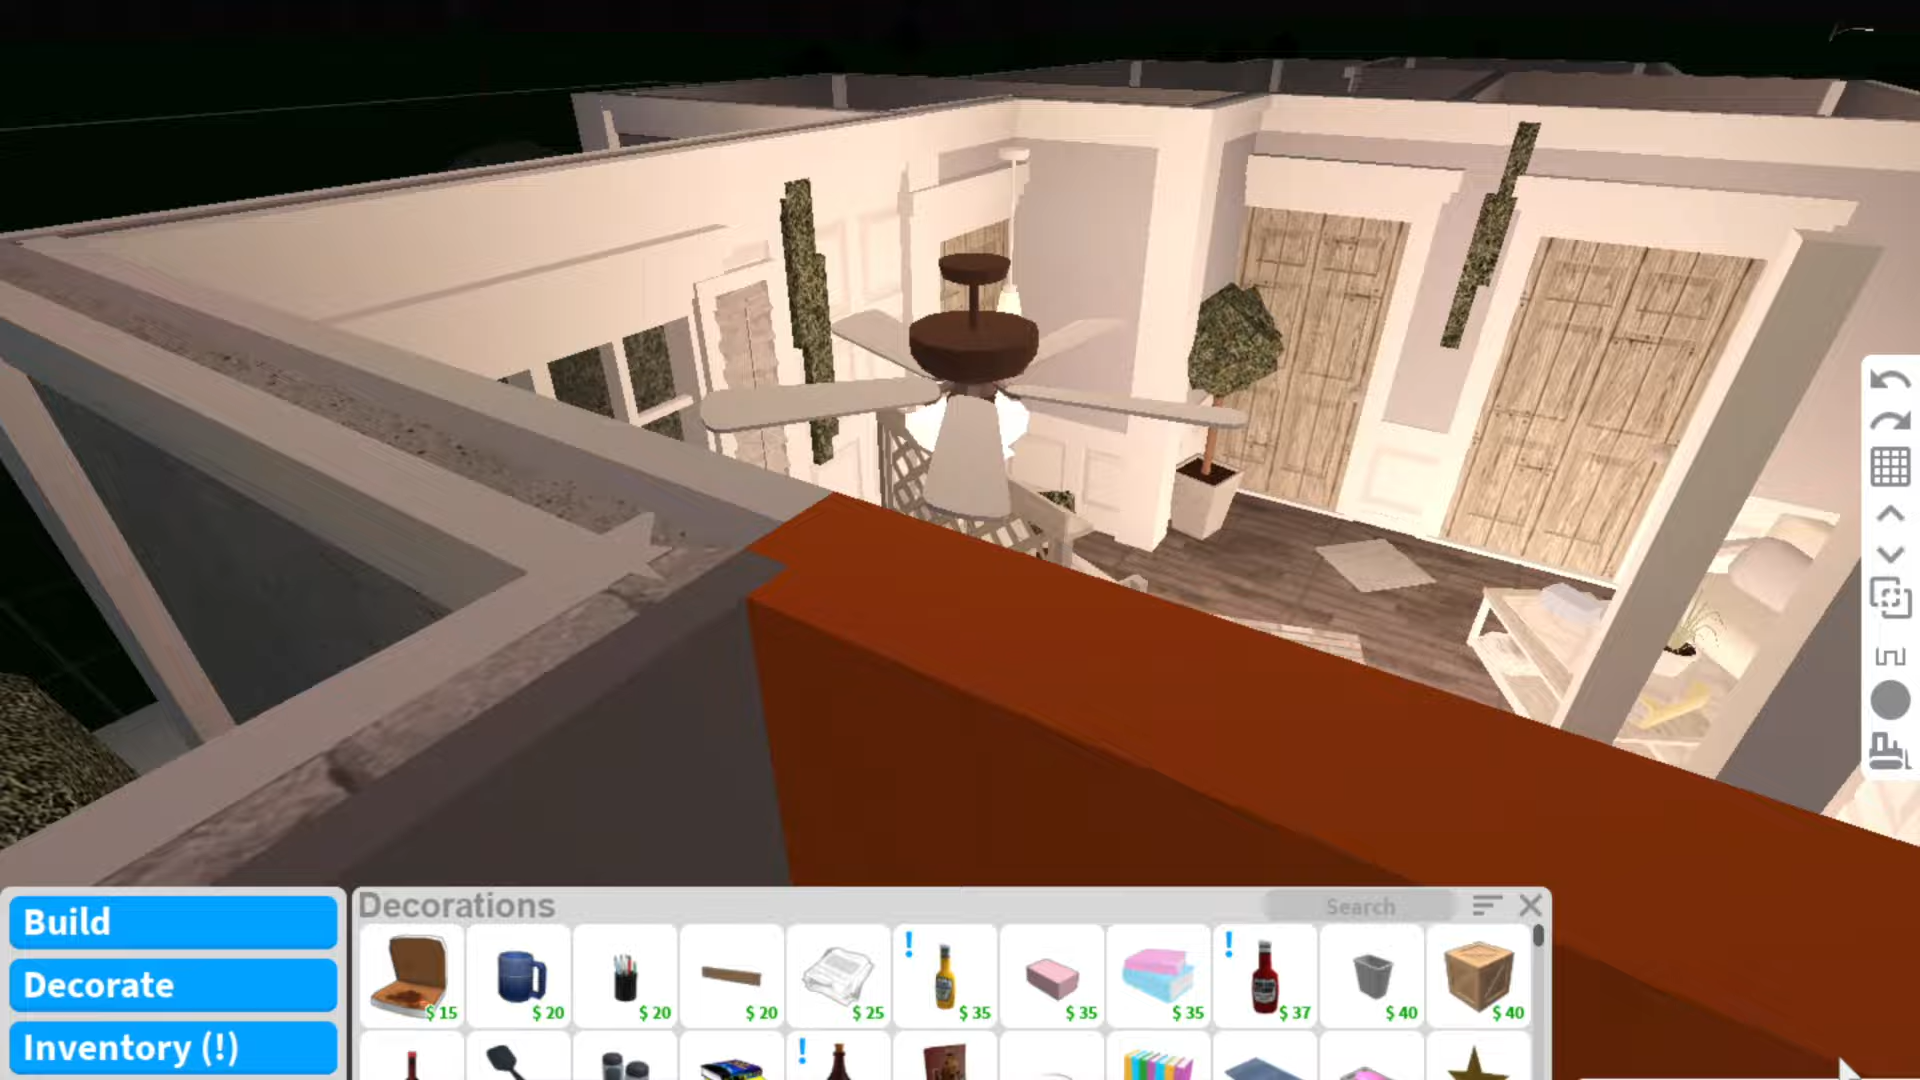 Build
Decorate
Inventory (!)
Decorations
Search
$ 15
$ 20
$ 20
$ 20
$ 25
! $ 35
$ 35
$ 35
! $ 37
$ 40
$ 40
!